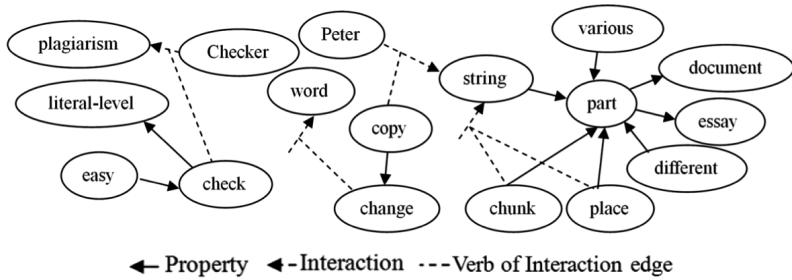 various
plagiarism
Checker
Peter
document
word
string
literal-level
part
essay
copy
different
easy
check
change
chunk
place
Property
Interaction
Verb of Interaction edge